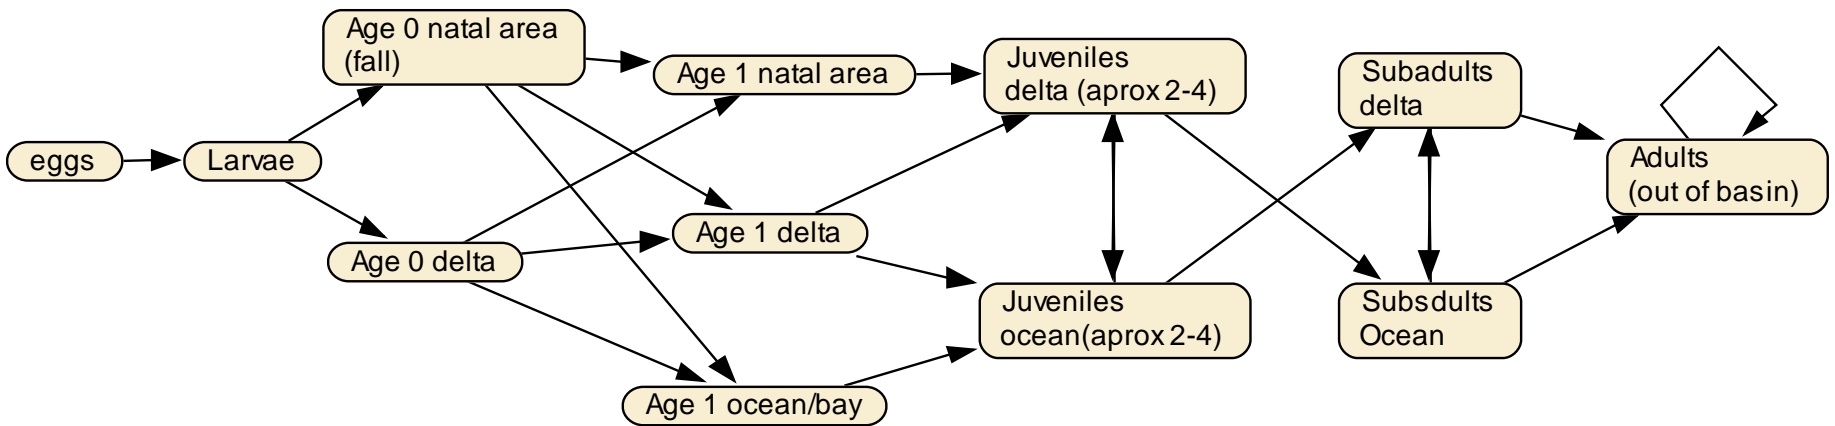 eggs
Larvae
Age 0 natal area
(fall)
Age 0 delta
Age 1 natal area
Age 1 delta
Age 1 ocean/bay
Juveniles
delta (aprox 2-4)
Juveniles
ocean(aprox 2-4)
Subadults
delta
Subsdults
Ocean
Adults
(out of basin)